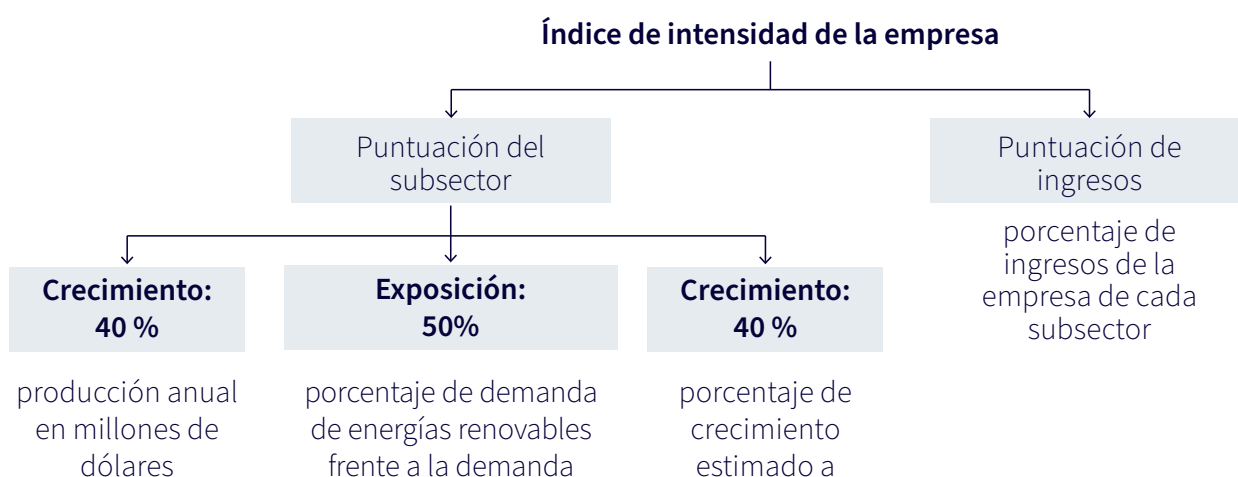 Índice de intensidad de la empresa
Puntuación del
subsector
Puntuación de
ingresos
porcentaje de
ingresos de la
empresa de cada
subsector
Crecimiento:
40 %
producción anual
en millones de
dólares
Exposición:
50%
porcentaje de demanda
de energías renovables
frente a la demanda
Crecimiento:
40 %
porcentaje de
crecimiento
estimado a